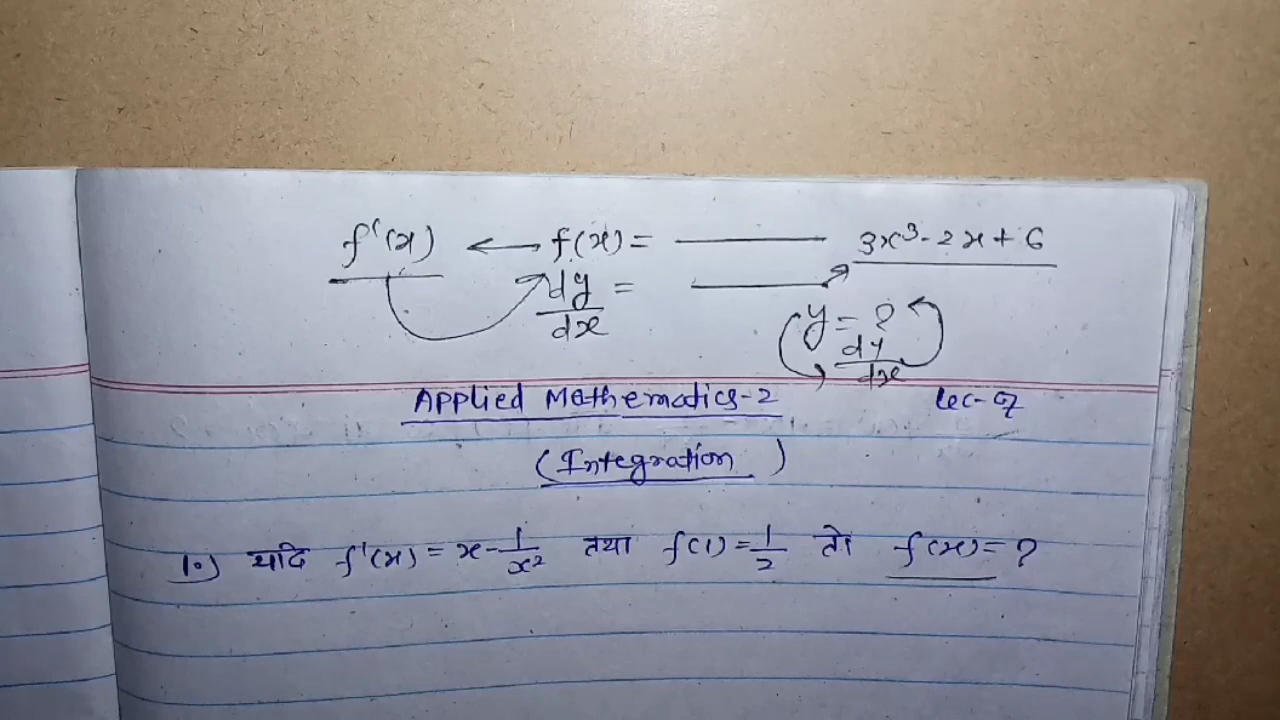 f'(x) ← f(x) = 3x³-2x+6
dy/dx =
y = ?
dy/dx
Applied Mathematics-2 Lec-07
(Integration)
1.) यदि f'(x) = x - 1/x² तथा f(1) = 1/2 तो f(x) = ?